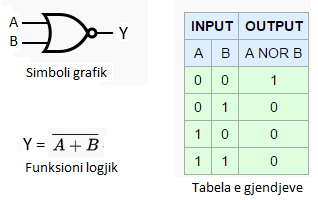 A
B
Y
Simboli grafik
Y = \overline{A + B}
Funksioni logjik
INPUT OUTPUT
A B A NOR B
0 0 1
0 1 0
1 0 0
1 1 0
Tabela e gjendjeve